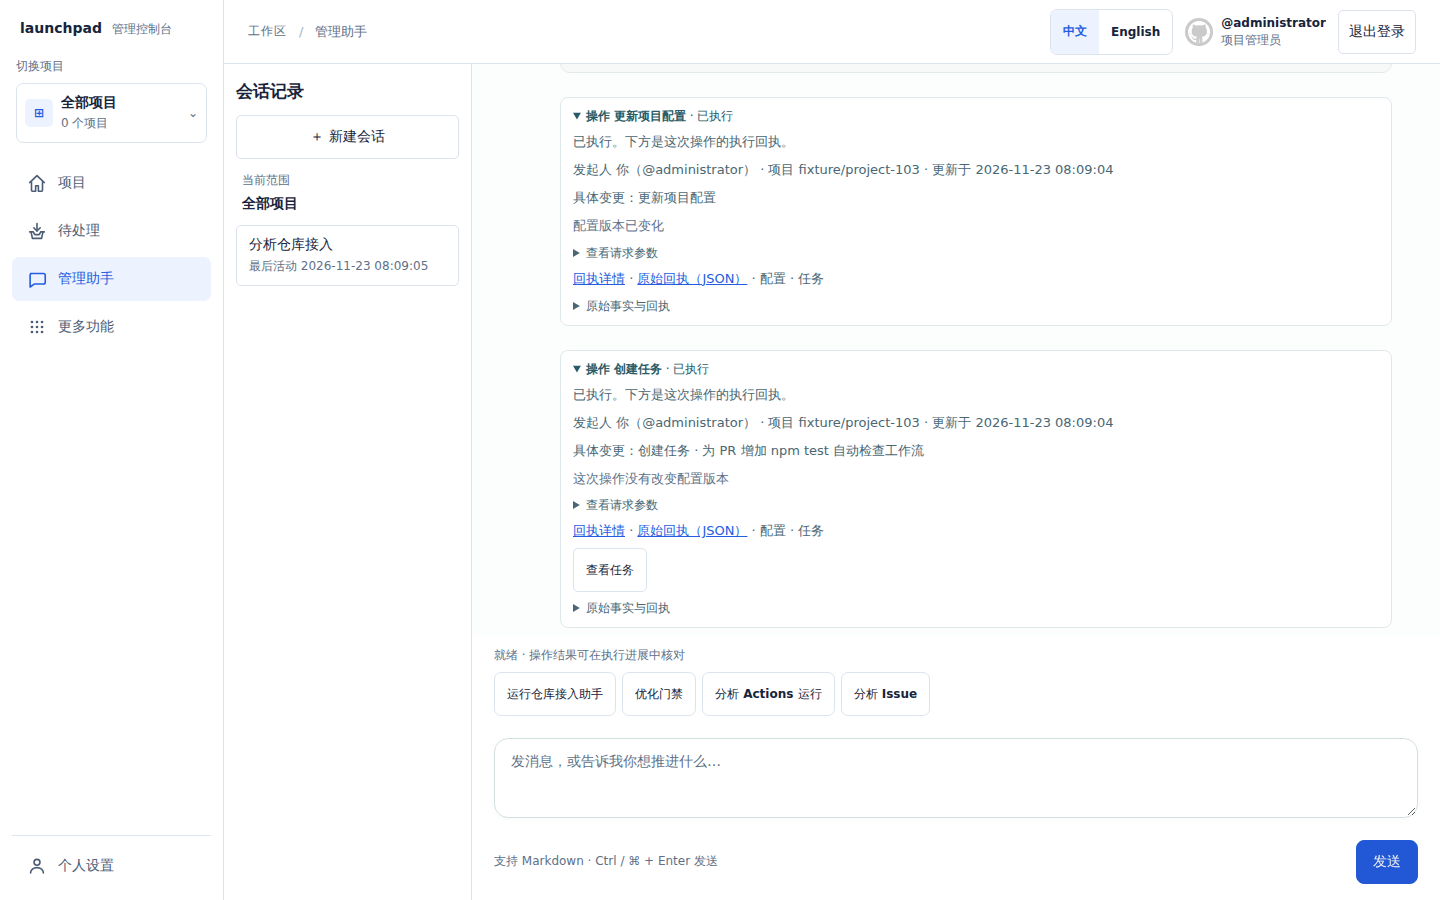 launchpad 管理控制台
切换项目
全部项目
0 个项目
项目
待处理
管理助手
更多功能
个人设置
工作区 / 管理助手
中文 English
@administrator
项目管理员
退出登录
会话记录
+ 新建会话
当前范围
全部项目
分析仓库接入
最后活动 2026-11-23 08:09:05
操作 更新项目配置 · 已执行
已执行。下方是这次操作的执行回执。
发起人 你（@administrator） · 项目 fixture/project-103 · 更新于 2026-11-23 08:09:04
具体变更：更新项目配置
配置版本已变化
查看请求参数
回执详情 · 原始回执（JSON） · 配置 · 任务
原始事实与回执
操作 创建任务 · 已执行
已执行。下方是这次操作的执行回执。
发起人 你（@administrator） · 项目 fixture/project-103 · 更新于 2026-11-23 08:09:04
具体变更：创建任务 · 为 PR 增加 npm test 自动检查工作流
这次操作没有改变配置版本
查看请求参数
回执详情 · 原始回执（JSON） · 配置 · 任务
查看任务
原始事实与回执
就绪 · 操作结果可在执行进展中核对
运行仓库接入助手 优化门禁 分析 Actions 运行 分析 Issue
发消息，或告诉我你想推进什么…
支持 Markdown · Ctrl / ⌘ + Enter 发送
发送